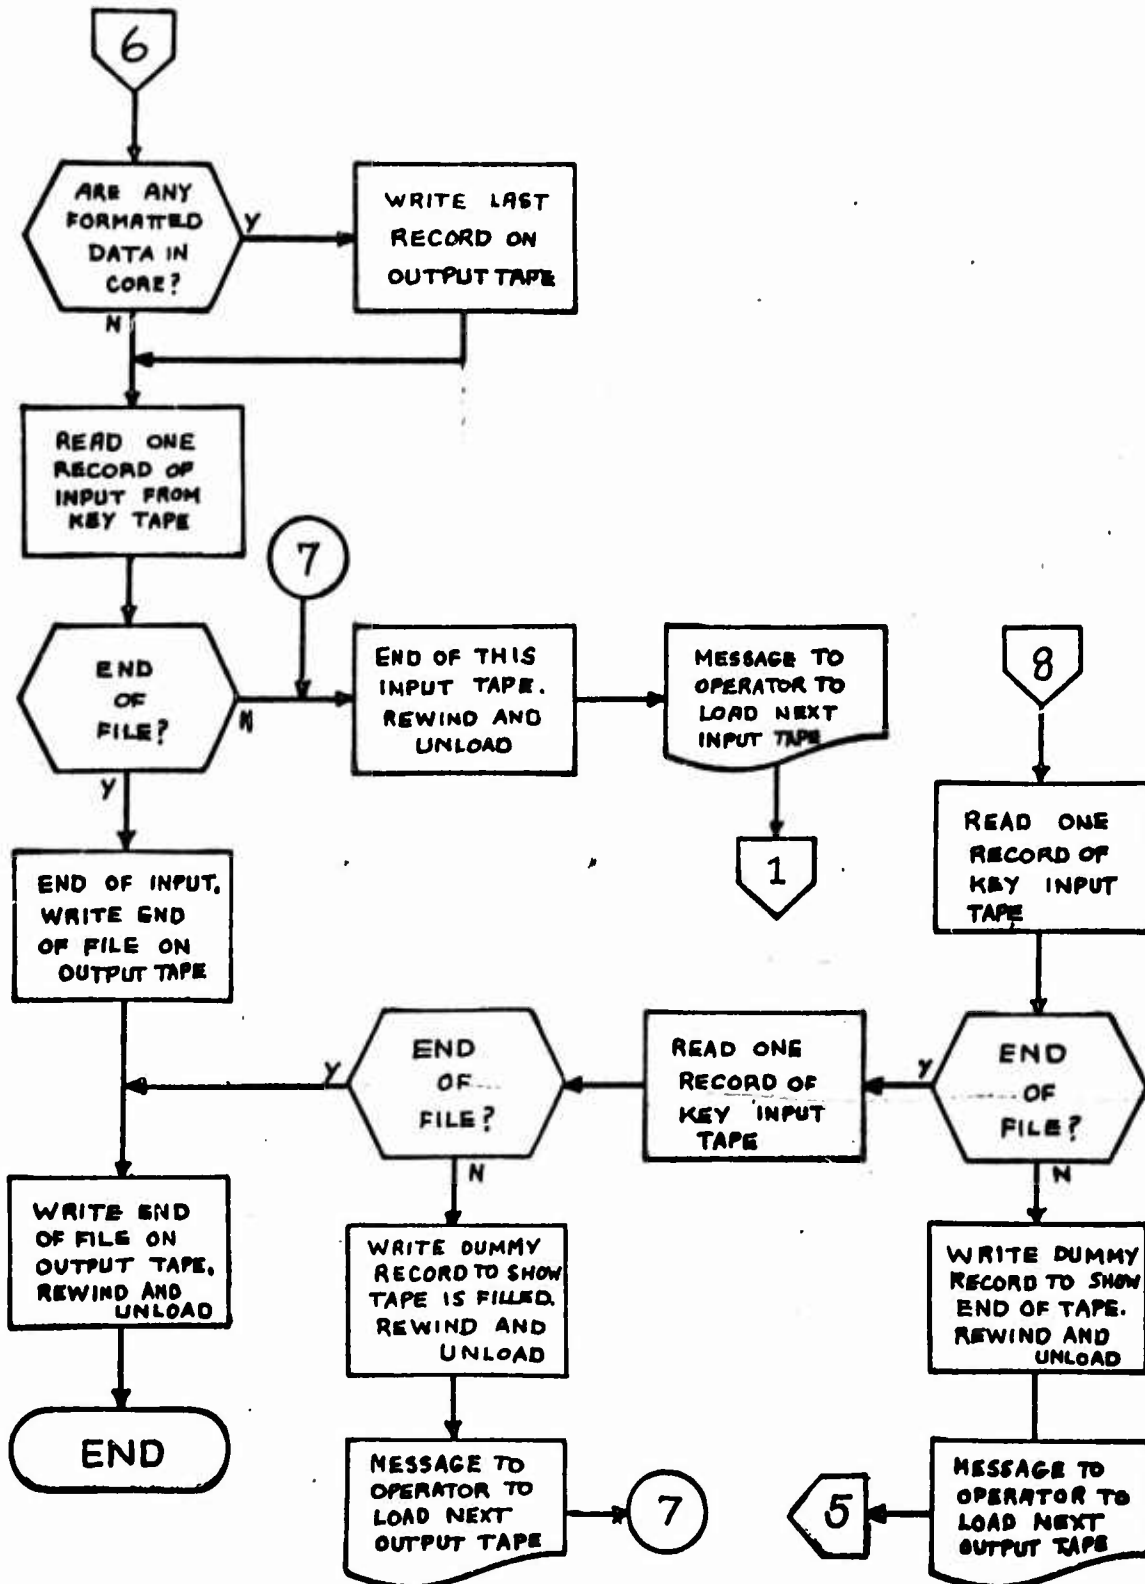 6
ARE ANY
FORMATTED
DATA IN
CORE?
Y
N
WRITE LAST
RECORD ON
OUTPUT TAPE
READ ONE
RECORD OF
INPUT FROM
KEY TAPE
7
END
OF
FILE?
N
Y
END OF THIS
INPUT TAPE.
REWIND AND
UNLOAD
MESSAGE TO
OPERATOR TO
LOAD NEXT
INPUT TAPE
1
8
READ ONE
RECORD OF
KEY INPUT
TAPE
END OF INPUT.
WRITE END
OF FILE ON
OUTPUT TAPE
END
OF
FILE?
Y
N
READ ONE
RECORD OF
KEY INPUT
TAPE
END
OF
FILE?
Y
N
WRITE END
OF FILE ON
OUTPUT TAPE.
REWIND AND
UNLOAD
WRITE DUMMY
RECORD TO SHOW
TAPE IS FILLED.
REWIND AND
UNLOAD
WRITE DUMMY
RECORD TO SHOW
END OF TAPE.
REWIND AND
UNLOAD
END
MESSAGE TO
OPERATOR TO
LOAD NEXT
OUTPUT TAPE
7
5
MESSAGE TO
OPERATOR TO
LOAD NEXT
OUTPUT TAPE